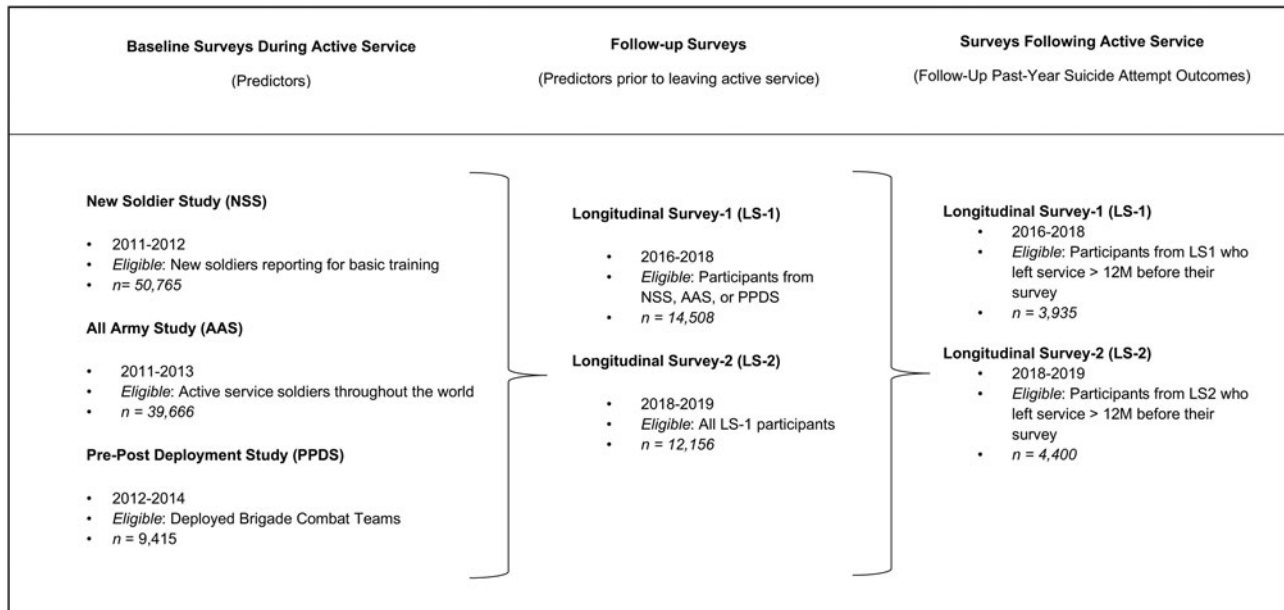 Baseline Surveys During Active Service
(Predictors)
Follow-up Surveys
(Predictors prior to leaving active service)
Surveys Following Active Service
(Follow-Up Past-Year Suicide Attempt Outcomes)
New Soldier Study (NSS)
• 2011-2012
• Eligible: New soldiers reporting for basic training
• n= 50,765
All Army Study (AAS)
• 2011-2013
• Eligible: Active service soldiers throughout the world
• n = 39,666
Pre-Post Deployment Study (PPDS)
• 2012-2014
• Eligible: Deployed Brigade Combat Teams
• n = 9,415
Longitudinal Survey-1 (LS-1)
• 2016-2018
• Eligible: Participants from
NSS, AAS, or PPDS
• n = 14,508
Longitudinal Survey-2 (LS-2)
• 2018-2019
• Eligible: All LS-1 participants
• n = 12,156
Longitudinal Survey-1 (LS-1)
• 2016-2018
• Eligible: Participants from LS1 who
left service > 12M before their
survey
• n = 3,935
Longitudinal Survey-2 (LS-2)
• 2018-2019
• Eligible: Participants from LS2 who
left service > 12M before their
survey
• n = 4,400